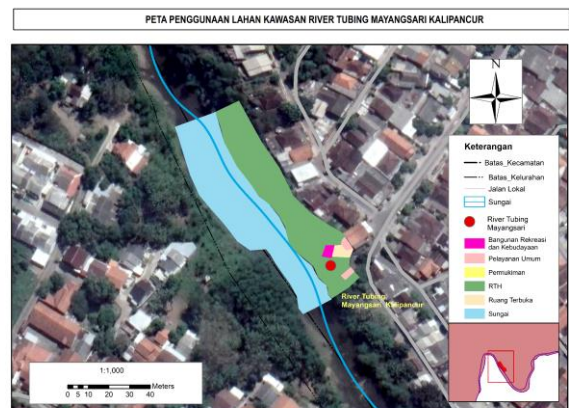 PETA PENGGUNAAN LAHAN KAWASAN RIVER TUBING MAYANGSARI KALIPANCUR
N
Keterangan
Batas_Kecamatan
Batas_Kelurahan
Jalan Lokal
Sungai
River Tubing
Mayangsari
Bangunan Rekreasi
dan Kebudayaan
Pelayanan Umum
Permukiman
RTH
Ruang Terbuka
Sungai
River Tubing
Mayangsari Kalipancur
1:1,000
Meters
0 5 10 20 30 40